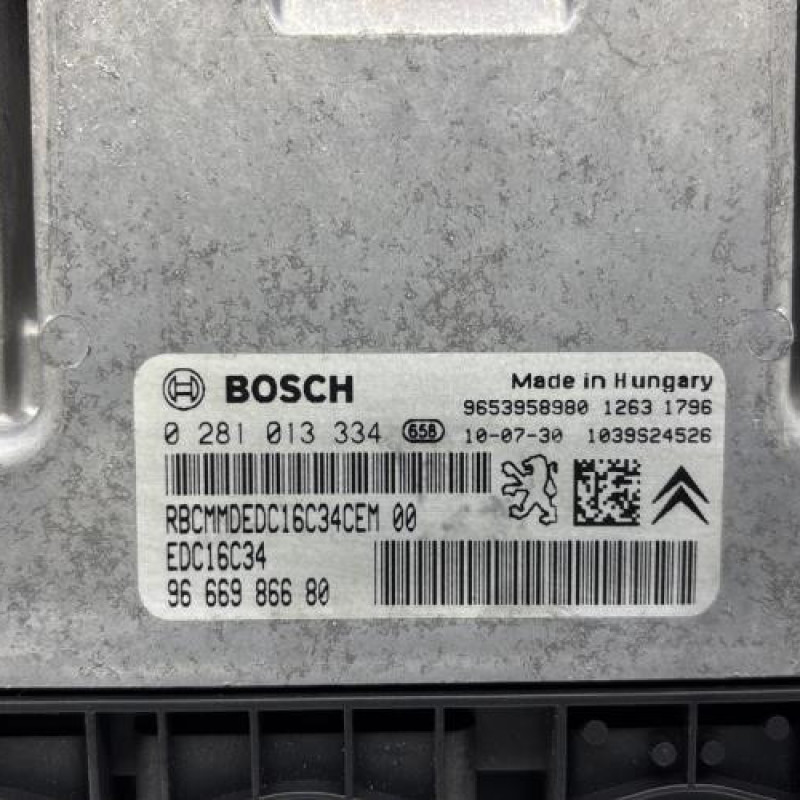 BOSCH
Made in Hungary
9653958980 1263 1796
0 281 013 334 658 10-07-30 1039S24526
RBCMMDEDC16C34CEM 00
EDC16C34
96 669 866 80